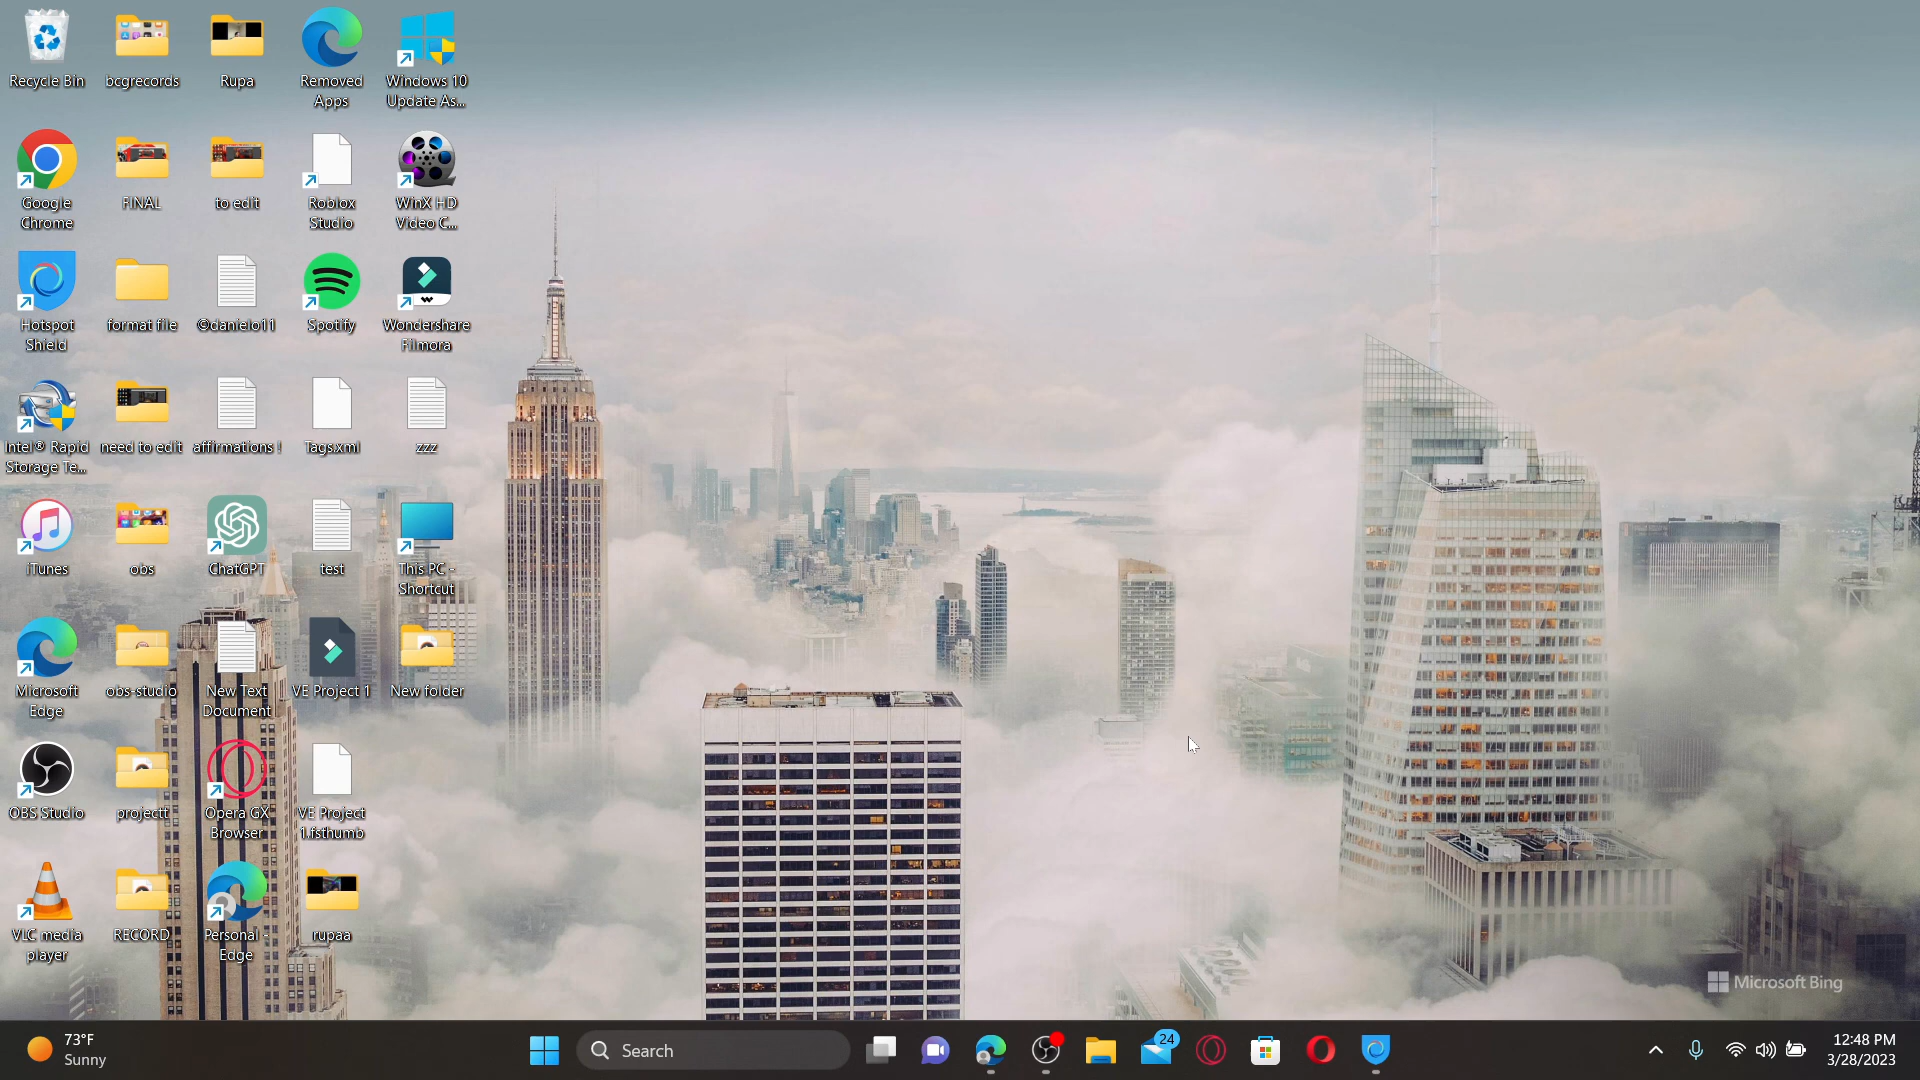 Recycle Bin
bcgrecords
Rupa
Removed
Apps
Windows 10
Update As...
Google
Chrome
FINAL
to edit
Roblox
Studio
WinX HD
Video C...
Hotspot
Shield
format file
©danielo11
Spotify
Wondershare
Filmora
Intel® Rapid
Storage Te...
need to edit
affirmations !
Tags.xml
zzz
iTunes
obs
ChatGPT
test
This PC -
Shortcut
Microsoft
Edge
obs-studio
New Text
Document
VE Project 1
New folder
OBS Studio
projectt
Opera GX
Browser
VE Project
1.fsthumb
VLC media
player
RECORD
Personal -
Edge
rupaa
Microsoft Bing
73°F
Sunny
Search
24
12:48 PM
3/28/2023